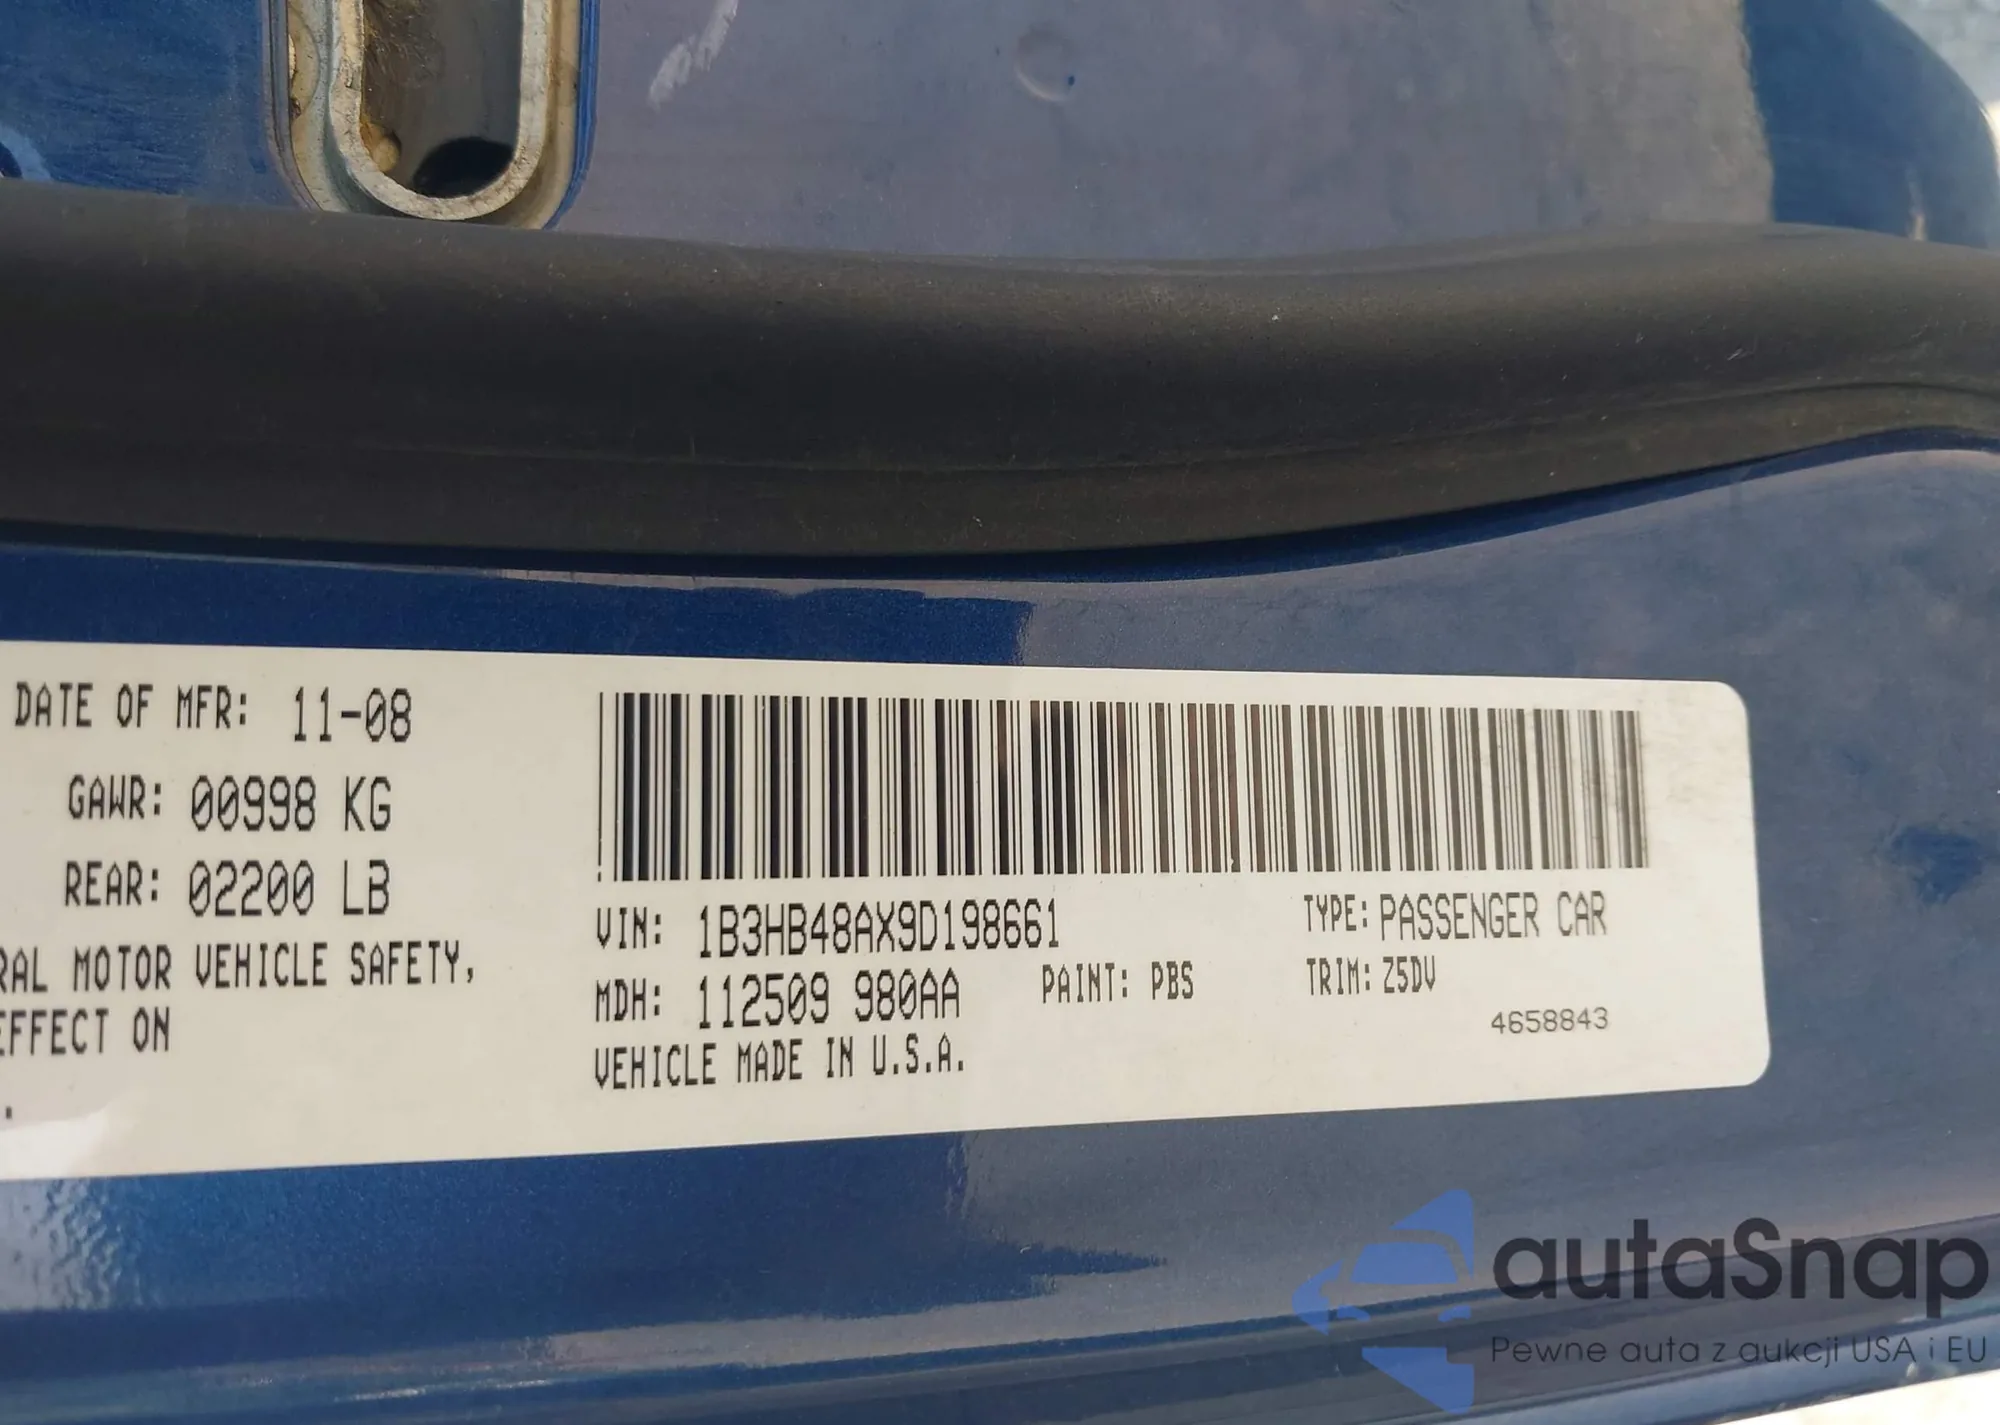 DATE OF MFR: 11-08
GAWR: 00998 KG
REAR: 02200 LB
RAL MOTOR VEHICLE SAFETY,
EFFECT ON
.
VIN: 1B3HB48AX9D198661
TYPE: PASSENGER CAR
MDH: 112509 980AA
PAINT: PBS
TRIM: Z5DV
VEHICLE MADE IN U.S.A.
4658843
autaSnap
Pewne auta z aukcji USA i EU